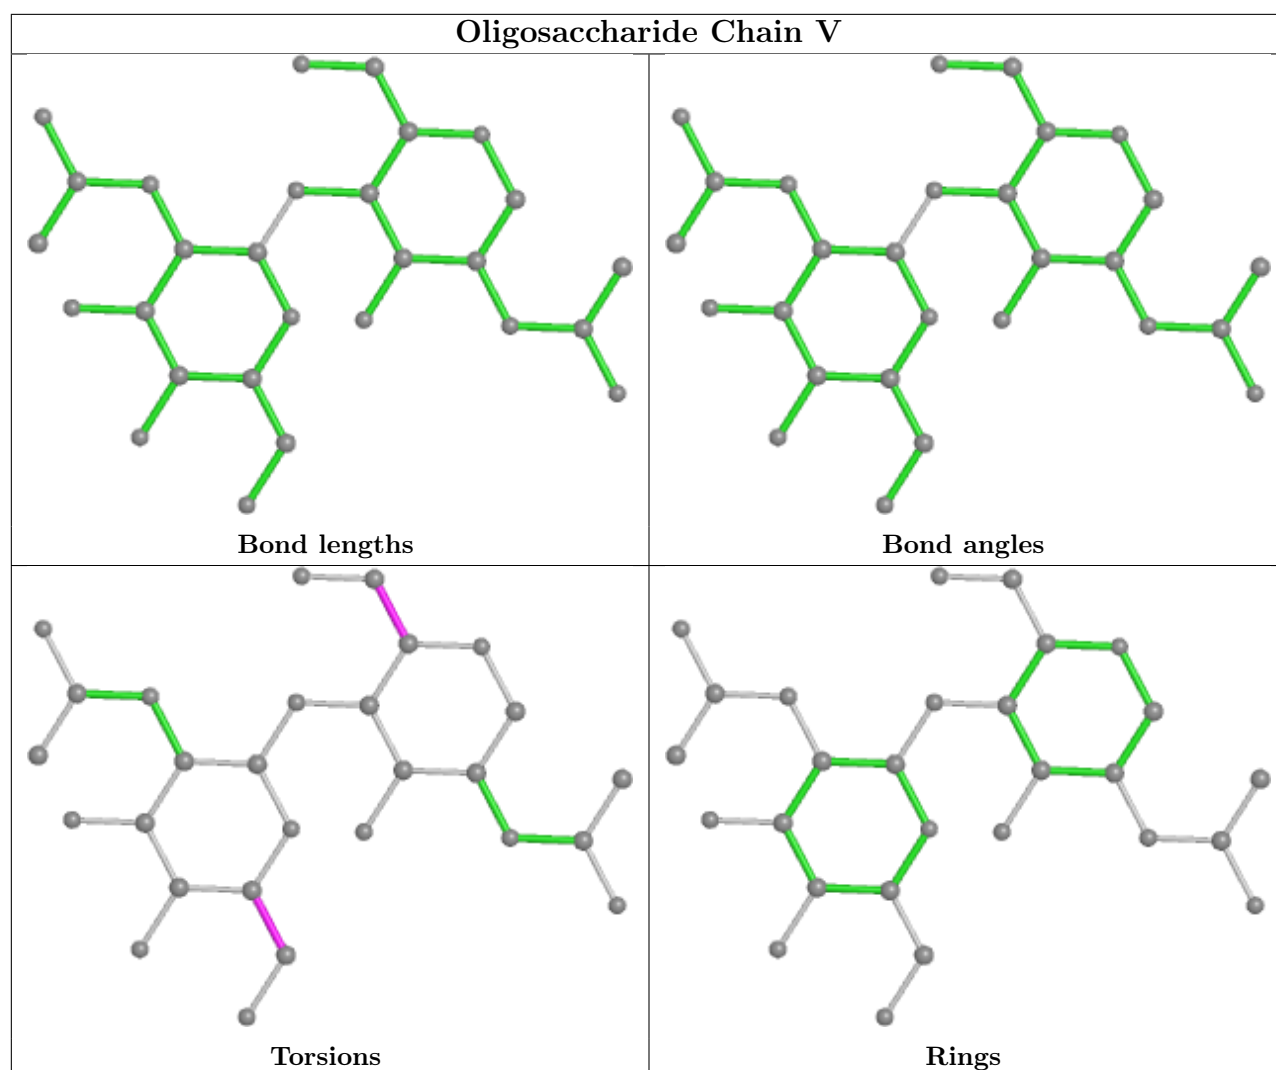 Oligosaccharide Chain V
Bond lengths
Bond angles
Torsions
Rings